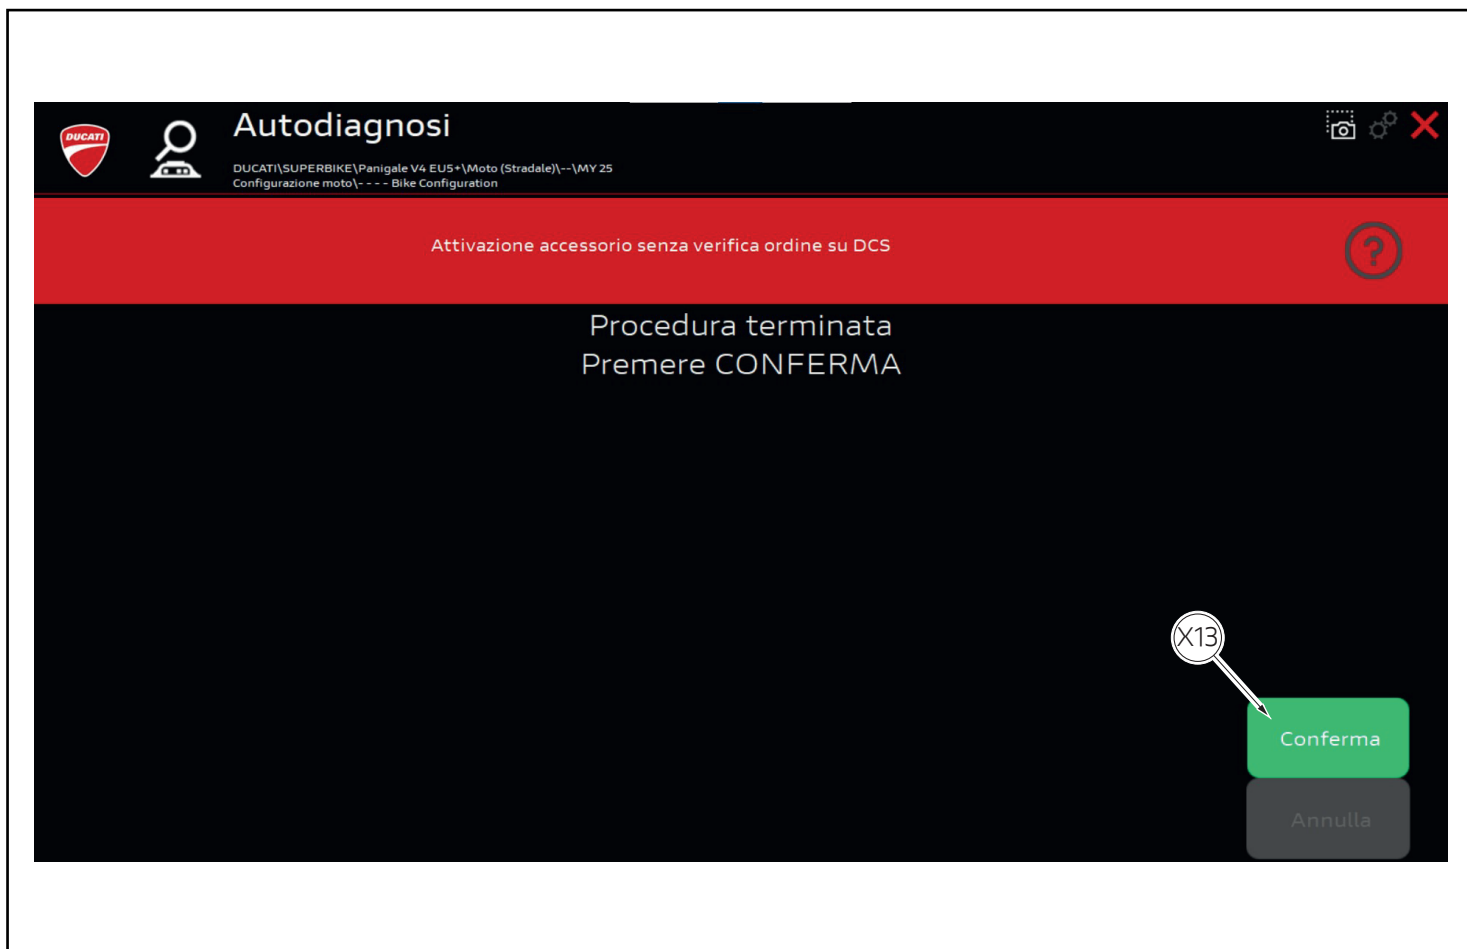 DUCATI
Autodiagnosi
DUCATI\SUPERBIKE\Panigale V4 EU5+\Moto (Stradale)\--\MY 25
Configurazione moto\- - - - Bike Configuration
Attivazione accessorio senza verifica ordine su DCS
?
Procedura terminata
Premere CONFERMA
X13
Conferma
Annulla